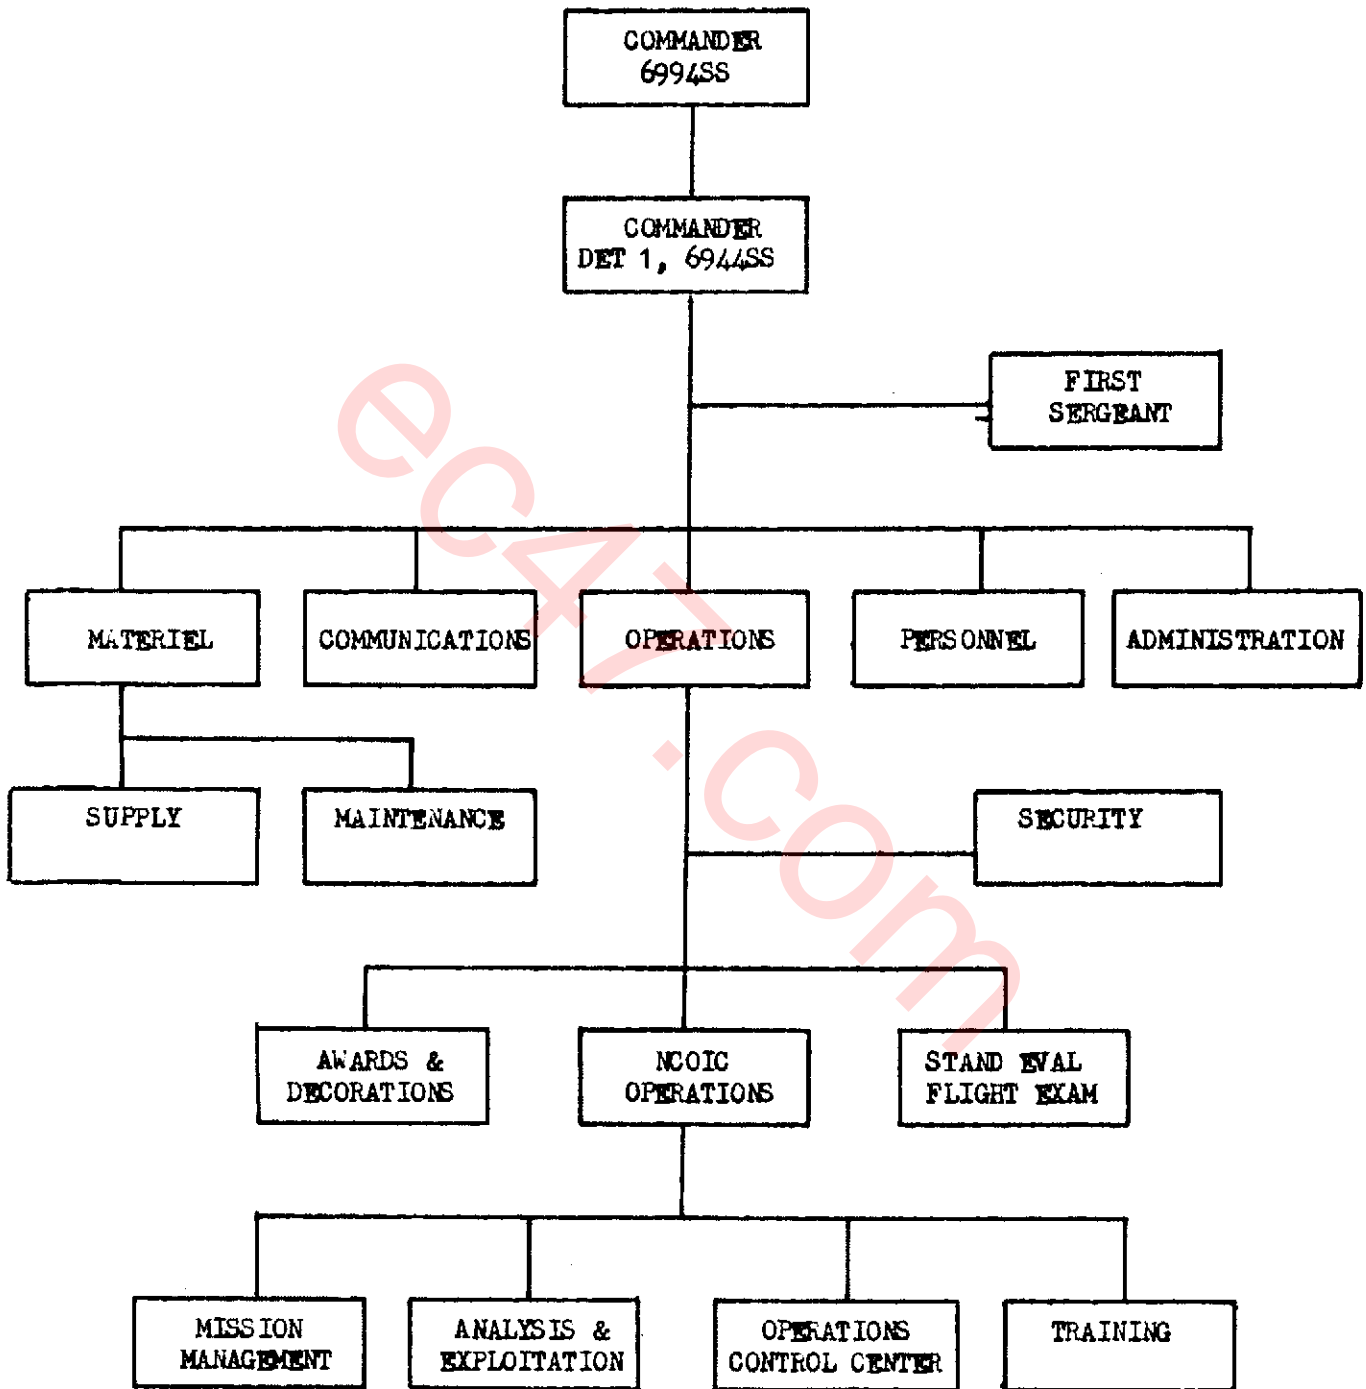 COMMANDER
6994SS
COMMANDER
DET 1, 6944SS
FIRST
SERGEANT
MATERIEL
COMMUNICATIONS
OPERATIONS
PERSONNEL
ADMINISTRATION
SUPPLY
MAINTENANCE
SECURITY
AWARDS &
DECORATIONS
NCOIC
OPERATIONS
STAND EVAL
FLIGHT EXAM
MISSION
MANAGEMENT
ANALYSIS &
EXPLOITATION
OPERATIONS
CONTROL CENTER
TRAINING
ec47.com